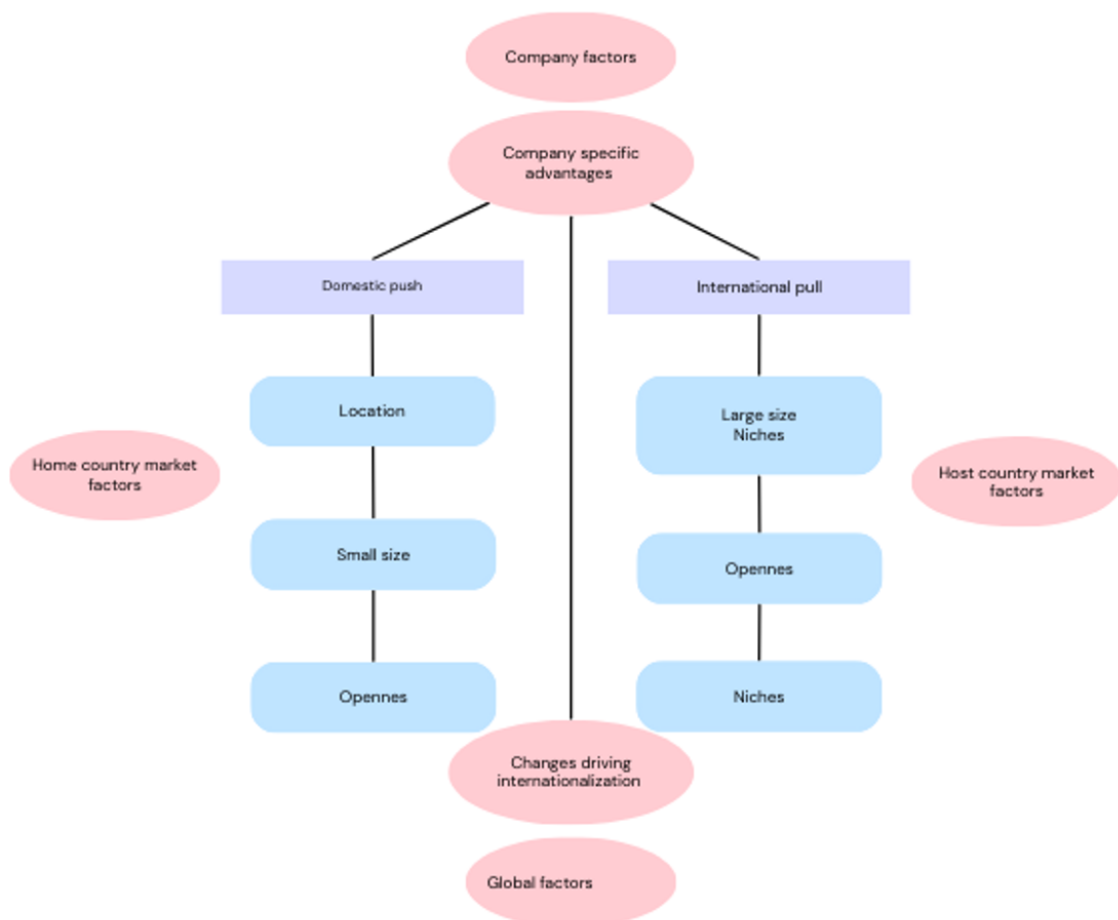 Company factors
Company specific
advantages
Domestic push
International pull
Location
Large size
Niches
Home country market
factors
Host country market
factors
Small size
Opennes
Opennes
Niches
Changes driving
internationalization
Global factors